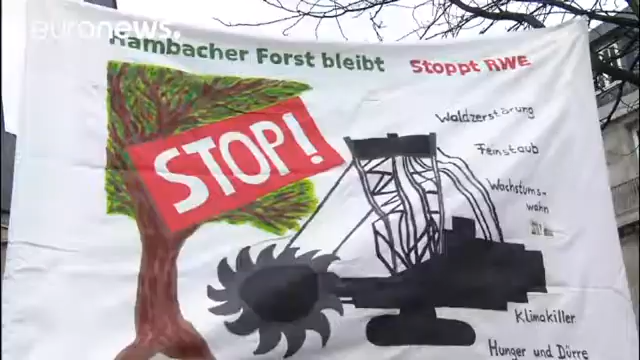 euronews.
Hambacher Forst bleibt Stoppt RWE
STOP!
Waldzerstörung
Feinstaub
Wachstums-
wahn
Klimakiller
Hunger und Dürre